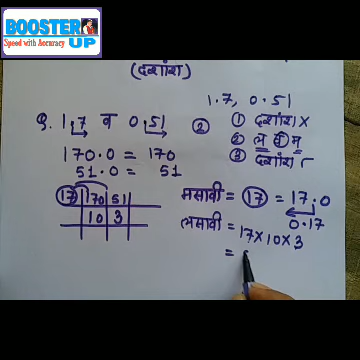 BOOSTER
UP
Speed with Accuracy
(दशांश)
1.7, 0.51
Q. 1.7 व 0.51
② ① दशांश X
② ल
③ दशांश
170.0 = 170
51.0 = 51
17 170 51
10 3
मसावी = 17 = 17.0
0.17
लसावी = 17 × 10 × 3
=